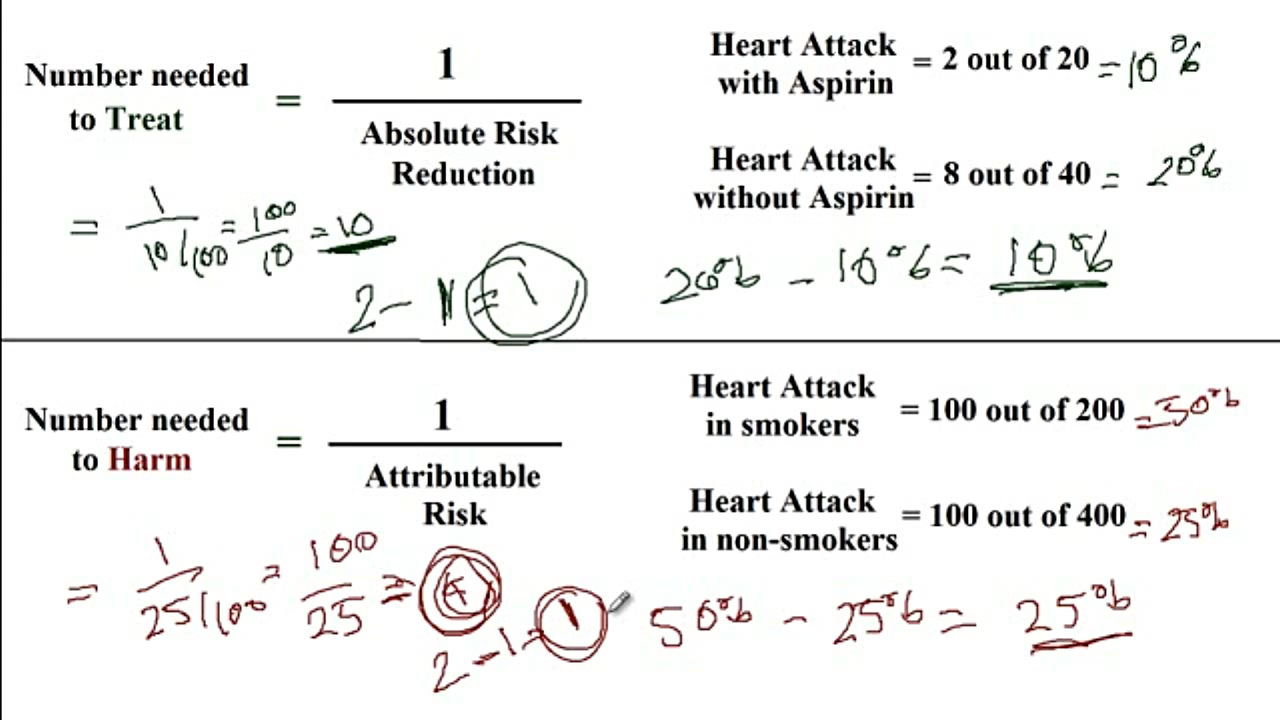 Number needed
to Treat
=
1
Absolute Risk
Reduction
= 1 / 10/100 = 100 / 10 = 10
2 - 1 = 1
Heart Attack
with Aspirin
= 2 out of 20 = 10%
Heart Attack
without Aspirin
= 8 out of 40 = 20%
20% - 10% = 10%
Number needed
to Harm
=
1
Attributable
Risk
= 1 / 25/100 = 100 / 25 = 4
2 - 1 = 1
Heart Attack
in smokers
= 100 out of 200 = 50%
Heart Attack
in non-smokers
= 100 out of 400 = 25%
50% - 25% = 25%